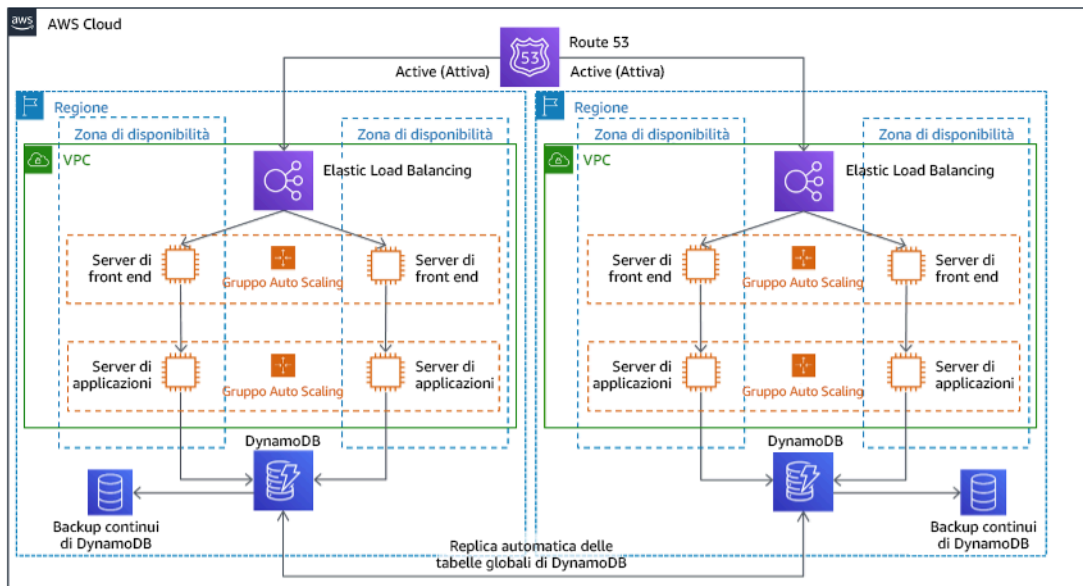 aws
AWS Cloud
Route 53
53
Active (Attiva)
Active (Attiva)
Regione
Zona di disponibilità
Zona di disponibilità
VPC
Elastic Load Balancing
Server di
front end
Gruppo Auto Scaling
Server di
front end
Server di
applicazioni
Gruppo Auto Scaling
Server di
applicazioni
DynamoDB
Backup continui
di DynamoDB
Regione
Zona di disponibilità
Zona di disponibilità
VPC
Elastic Load Balancing
Server di
front end
Gruppo Auto Scaling
Server di
front end
Server di
applicazioni
Gruppo Auto Scaling
Server di
applicazioni
DynamoDB
Backup continui
di DynamoDB
Replica automatica delle
tabelle globali di DynamoDB